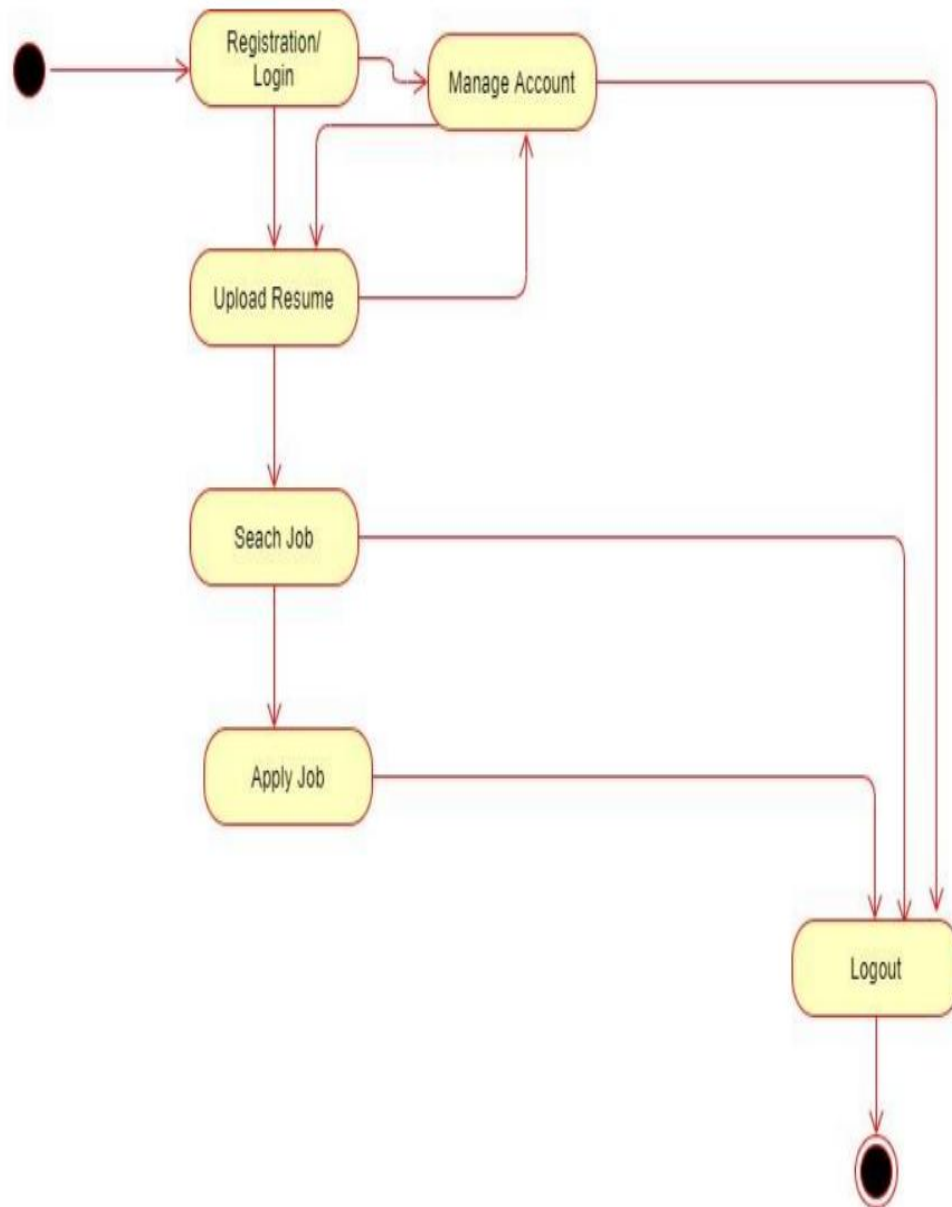 Registration/
Login
Manage Account
Upload Resume
Seach Job
Apply Job
Logout